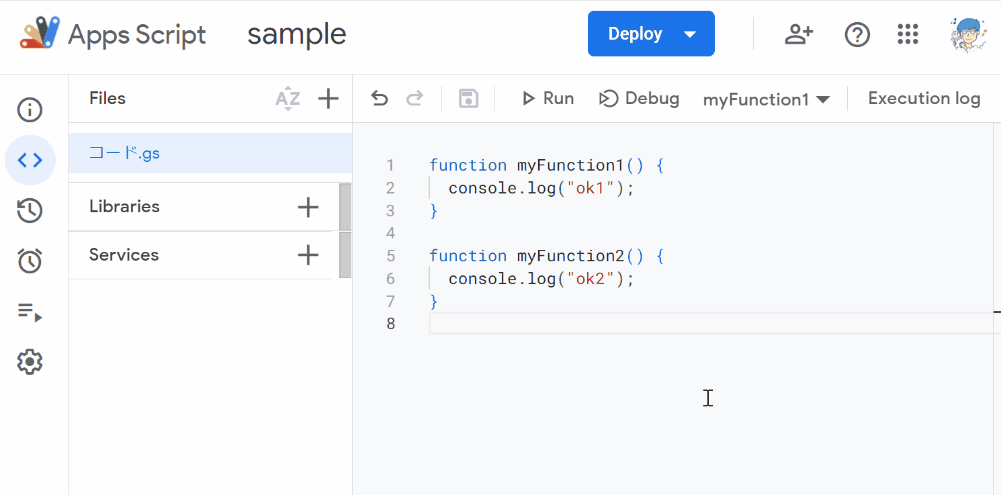 Apps Script sample Deploy
Files AZ Run Debug myFunction1 Execution log
コード.gs
Libraries
Services
1 function myFunction1() {
2 console.log("ok1");
3 }
4
5 function myFunction2() {
6 console.log("ok2");
7 }
8